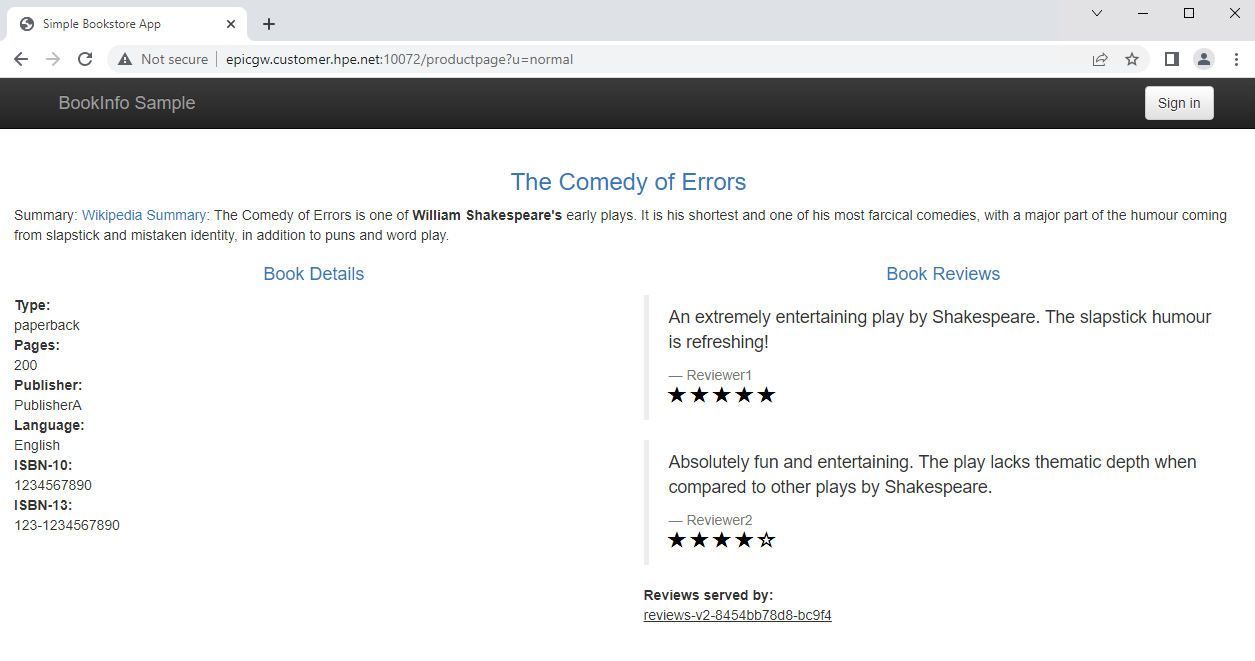 Simple Bookstore App
Not secure epicgw.customer.hpe.net:10072/productpage?u=normal
BookInfo Sample
Sign in
The Comedy of Errors
Summary: Wikipedia Summary: The Comedy of Errors is one of William Shakespeare's early plays. It is his shortest and one of his most farcical comedies, with a major part of the humour coming
from slapstick and mistaken identity, in addition to puns and word play.
Book Details
Type:
paperback
Pages:
200
Publisher:
PublisherA
Language:
English
ISBN-10:
1234567890
ISBN-13:
123-1234567890
Book Reviews
An extremely entertaining play by Shakespeare. The slapstick humour
is refreshing!
— Reviewer1
★★★★★
Absolutely fun and entertaining. The play lacks thematic depth when
compared to other plays by Shakespeare.
— Reviewer2
★★★★☆
Reviews served by:
reviews-v2-8454bb78d8-bc9f4